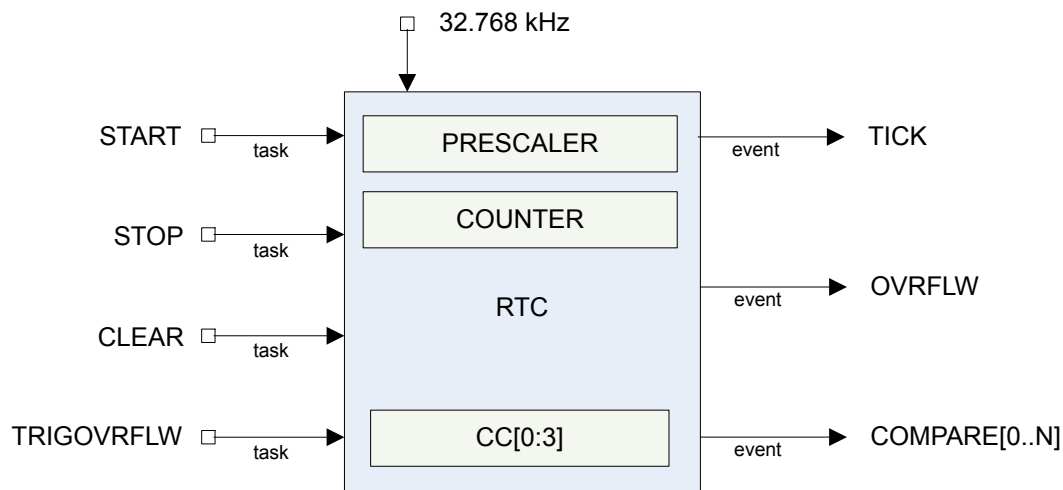 32.768 kHz
START
task
PRESCALER
event
TICK
STOP
task
COUNTER
RTC
event
OVRFLW
CLEAR
task
TRIGOVRFLW
task
CC[0:3]
event
COMPARE[0..N]